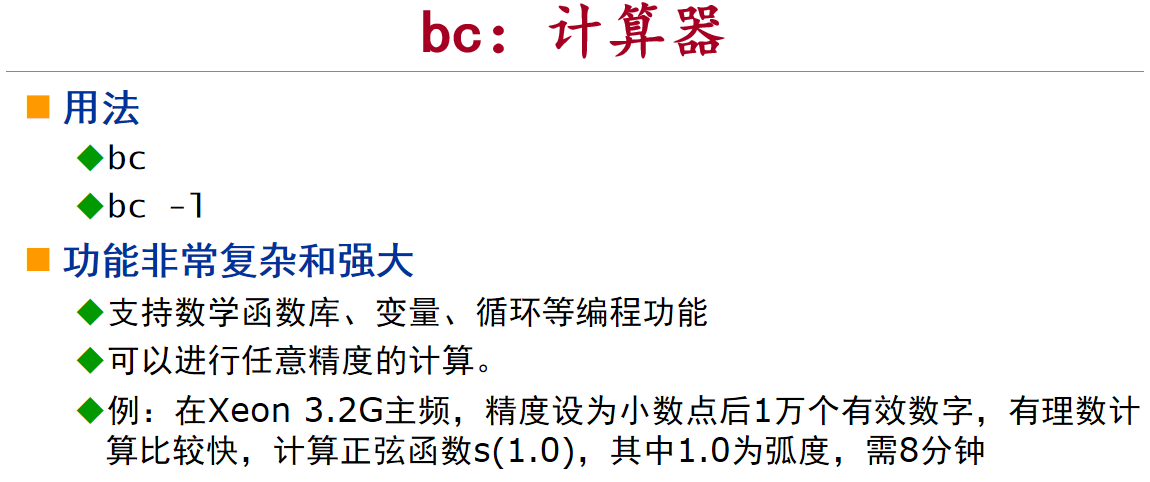 bc：计算器
用法
bc
bc -l
功能非常复杂和强大
支持数学函数库、变量、循环等编程功能
可以进行任意精度的计算。
例：在Xeon 3.2G主频，精度设为小数点后1万个有效数字，有理数计
算比较快，计算正弦函数s(1.0)，其中1.0为弧度，需8分钟